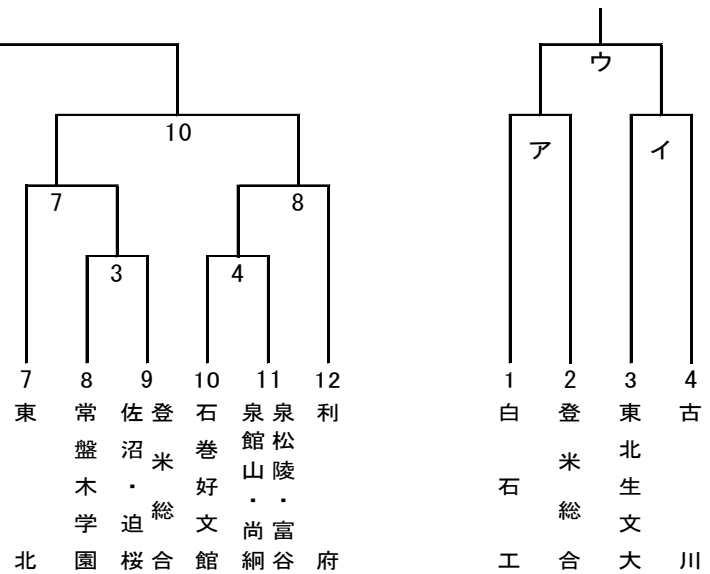 ウ
10
ア
イ
7
8
3
4
7
8
9
10
11
12
1
2
3
4
東北
常盤木学園
佐沼・迫桜
登米総合
石巻好文館
泉館山・尚絅
泉松陵・富谷
利府
白石工
登米総合
東北生文大
古川